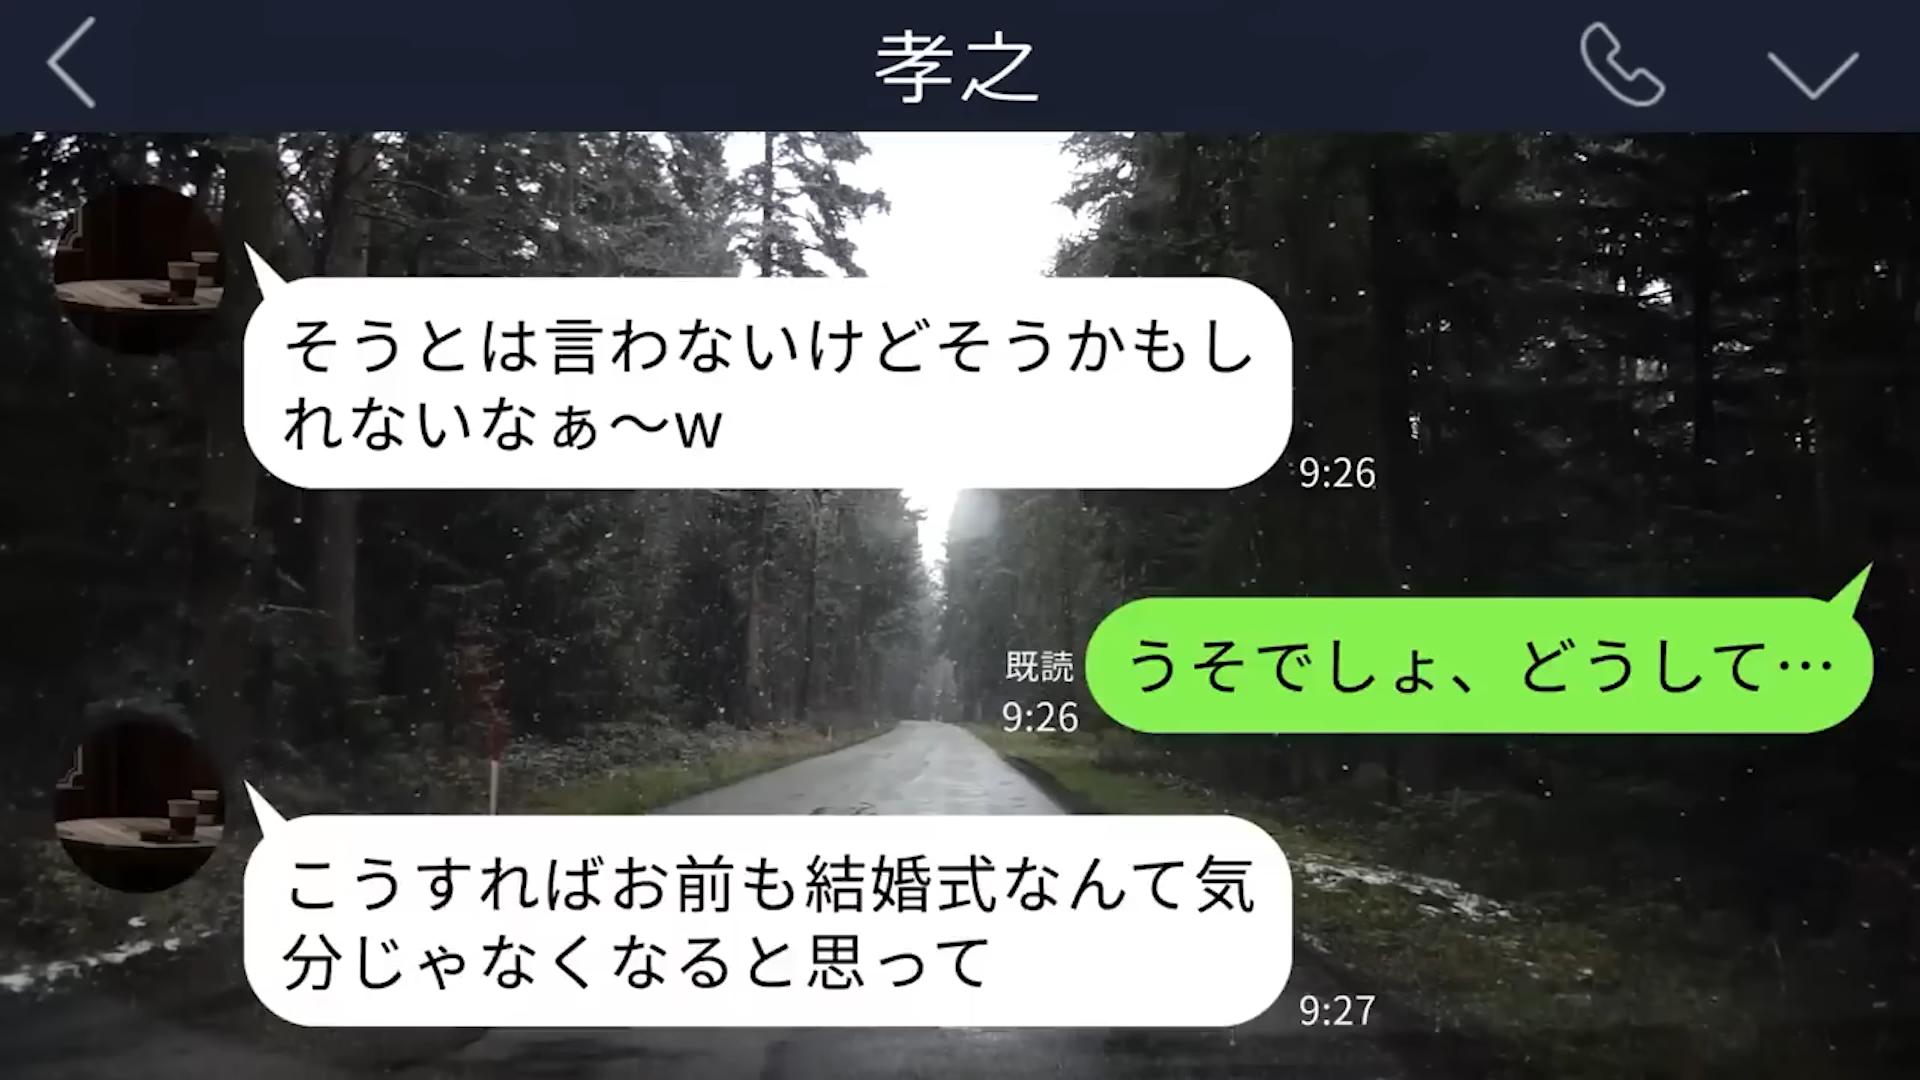 孝之
そうとは言わないけどそうかもし
れないなぁ～w
9:26
うそでしょ、どうして…
既読
9:26
こうすればお前も結婚式なんて気
分じゃなくなると思って
9:27